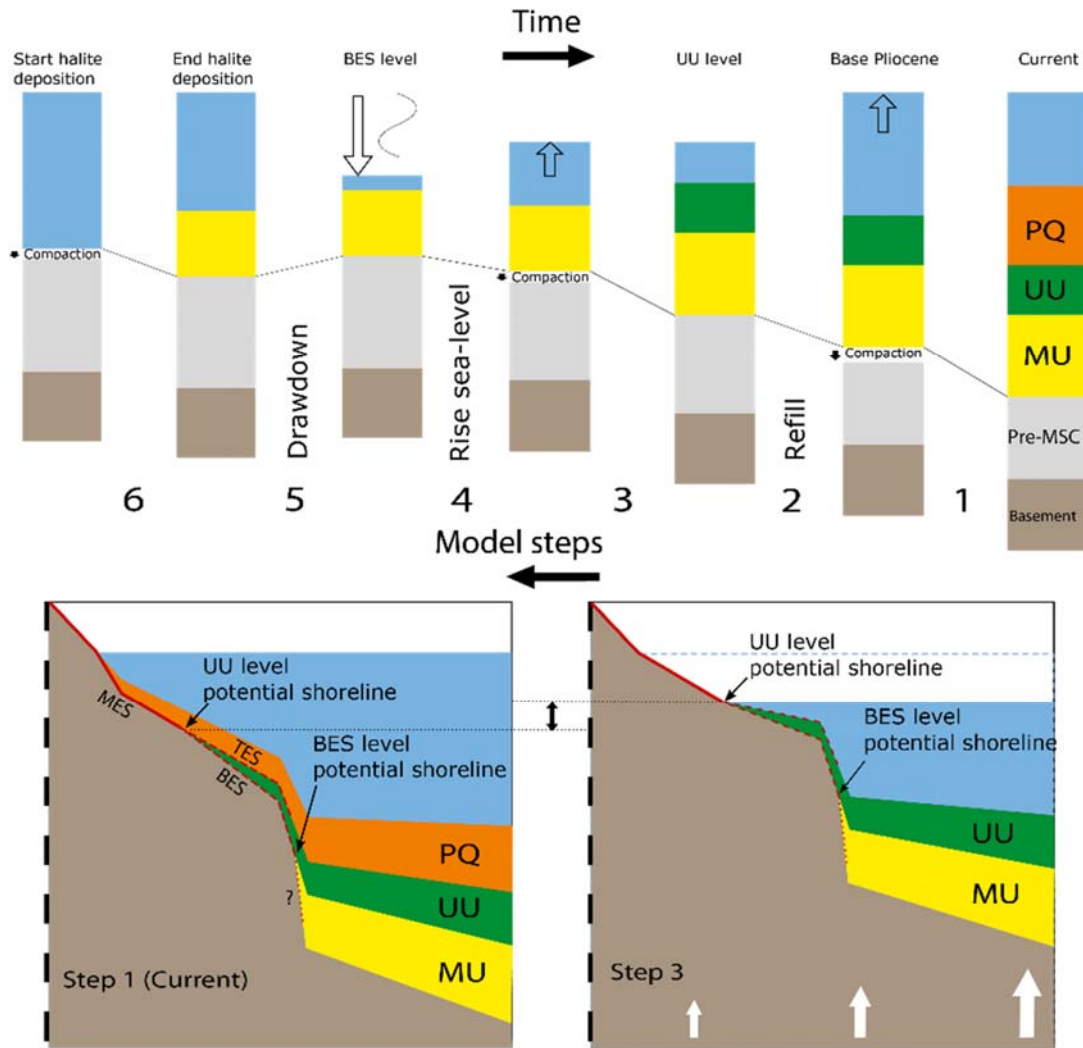 Time
Start halite
deposition
End halite
deposition
BES level
UU level
Base Pliocene
Current
Compaction
Compaction
Compaction
PQ
UU
MU
Pre-MSC
Basement
Drawdown
Rise sea-level
Refill
6
5
4
3
2
1
Model steps
UU level
potential shoreline
BES level
potential shoreline
MES
TES
BES
?
PQ
UU
MU
Step 1 (Current)
UU level
potential shoreline
BES level
potential shoreline
UU
MU
Step 3